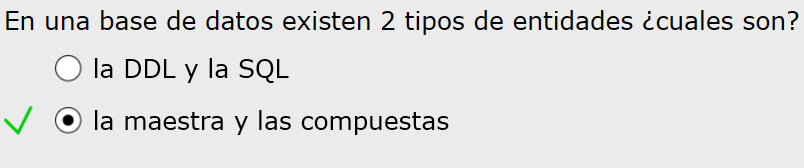 En una base de datos existen 2 tipos de entidades ¿cuales son?
la DDL y la SQL
la maestra y las compuestas